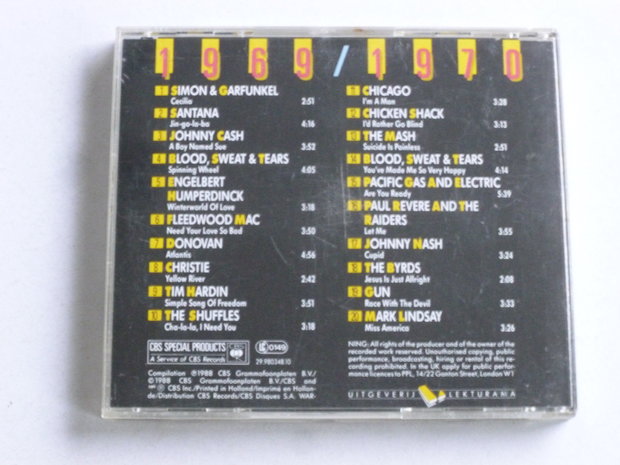 1969/1970
1 SIMON & GARFUNKEL
Cecilia 2:51
2 SANTANA
Jin-go-la-ba 4:16
3 JOHNNY CASH
A Boy Named Sue 3:52
4 BLOOD, SWEAT & TEARS
Spinning Wheel 4:05
5 ENGELBERT
HUMPERDINCK
Winterworld Of Love 3:18
6 FLEEDWOOD MAC
Need Your Love So Bad 3:50
7 DONOVAN
Atlantis 4:56
8 CHRISTIE
Yellow River 2:42
9 TIM HARDIN
Simple Song Of Freedom 3:51
10 THE SHUFFLES
Cha-la-la, I Need You 3:18
11 CHICAGO
I'm A Man 3:28
12 CHICKEN SHACK
I'd Rather Go Blind 3:13
13 THE MASH
Suicide Is Painless 2:51
14 BLOOD, SWEAT & TEARS
You've Made Me So Very Happy 4:14
15 PACIFIC GAS AND ELECTRIC
Are You Ready 5:39
16 PAUL REVERE AND THE
RAIDERS
Let Me 3:55
17 JOHNNY NASH
Cupid 3:24
18 THE BYRDS
Jesus Is Just Allright 2:08
19 GUN
Race With The Devil 3:33
20 MARK LINDSAY
Miss America 3:26
CBS SPECIAL PRODUCTS
A Service of CBS Records
LC 0149
29.980348.10
Compilation ℗1988 CBS Grammofoonplaten B.V./
©1988 CBS Grammofoonplaten B.V./CBS and
℗ CBS Inc./Printed in Holland/Imprimé en Hollan-
de/Distribution CBS Records/CBS Disques S.A. WAR-
NING: All rights of the producer and of the owner of the
recorded work reserved. Unauthorised copying, public
performance, broadcasting, hiring or rental of this re-
cording prohibited. In the UK apply for public perfor-
mance licences to PPL, 14/22 Ganton Street, London W1
UITGEVERIJ LEKTURAMA